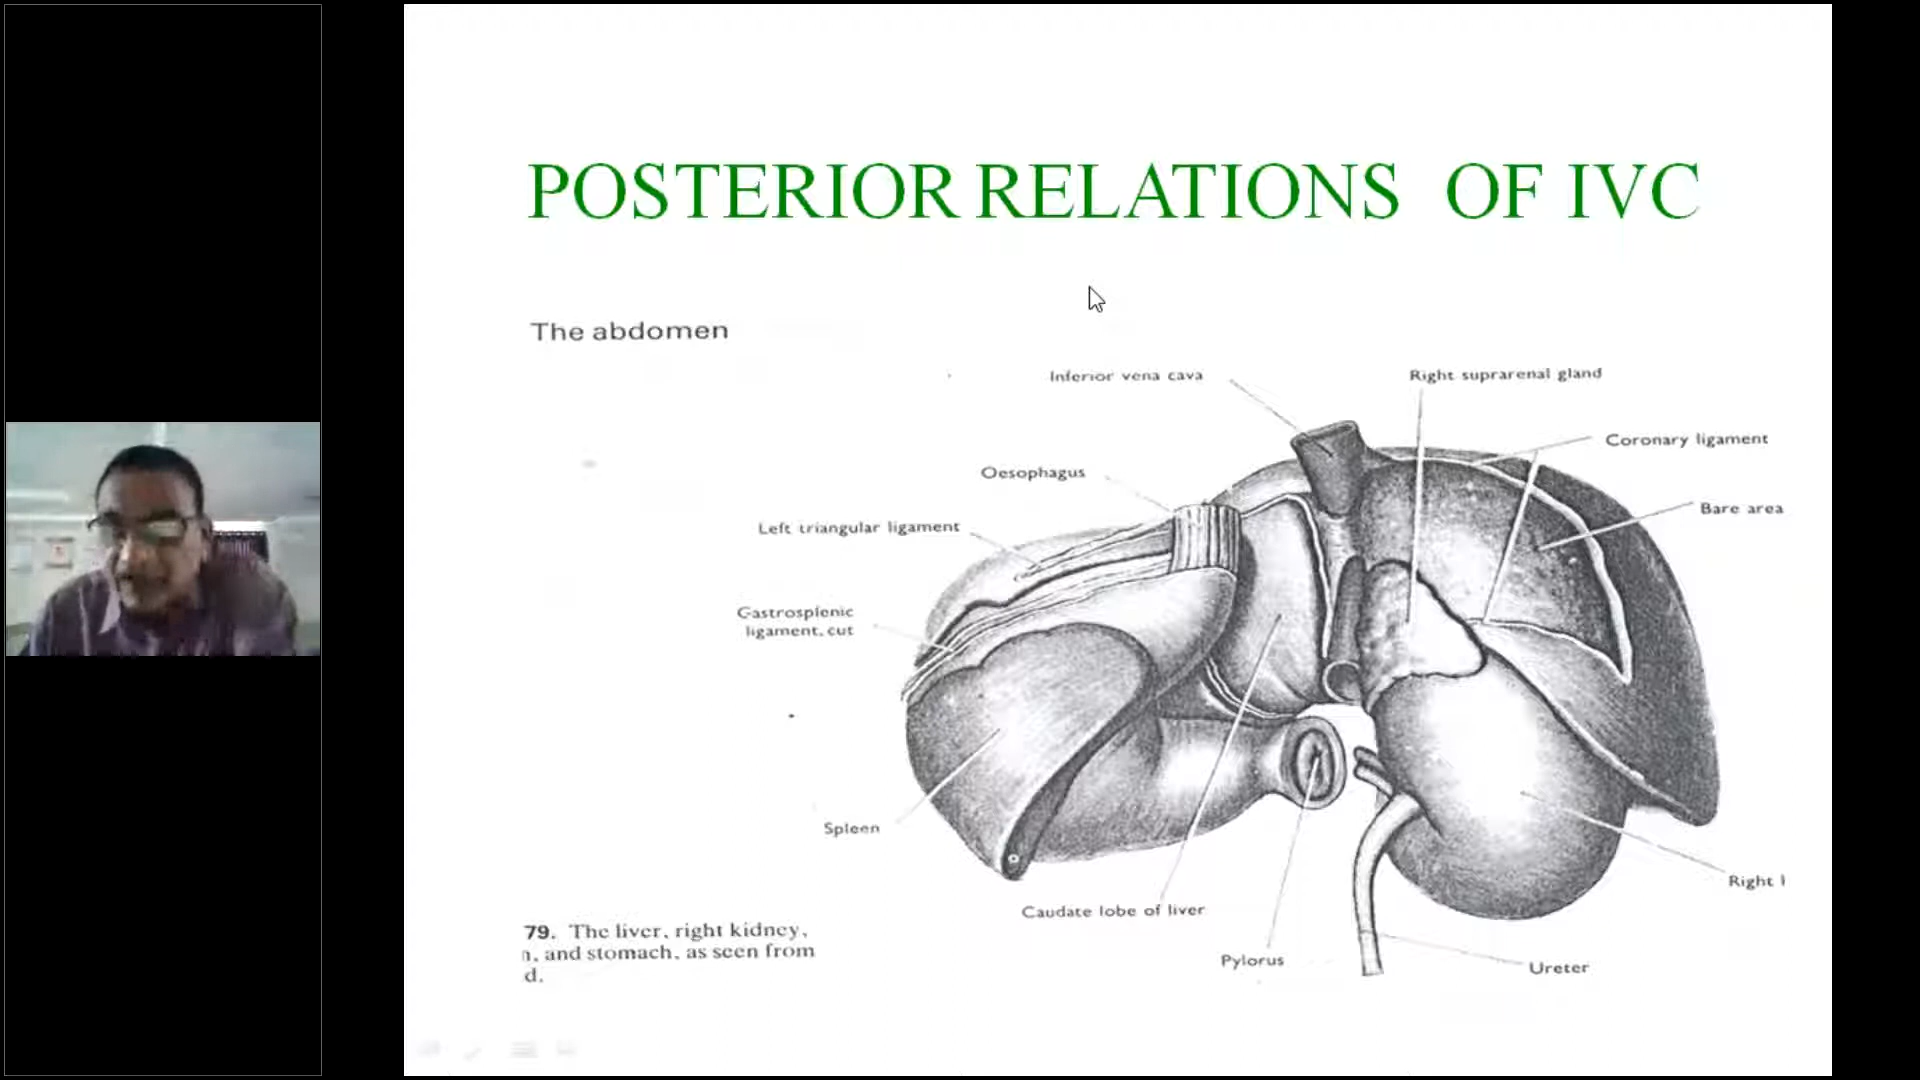 POSTERIOR RELATIONS OF IVC
The abdomen
Inferior vena cava
Right suprarenal gland
Coronary ligament
Oesophagus
Bare area
Left triangular ligament
Gastrosplenic
ligament, cut
Spleen
Right
Caudate lobe of liver
Pylorus
Ureter
79. The liver, right kidney,
and stomach, as seen from
d.